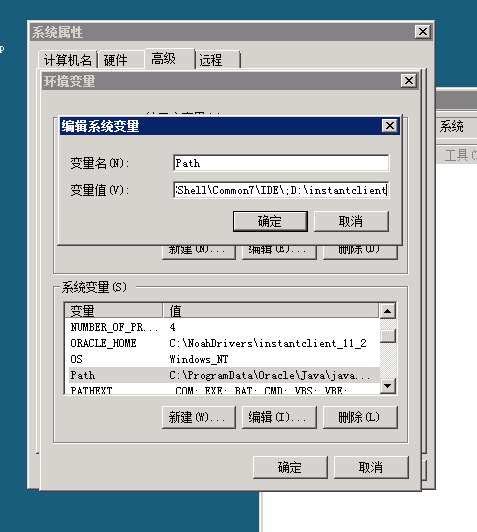 系统属性
计算机名 硬件 高级 远程
环境变量
编辑系统变量
变量名(N): Path
变量值(V): Shell\Common7\IDE\;D:\instantclient
确定 取消
新建(N)... 编辑(E)... 删除(D)
系统变量(S)
变量 值
NUMBER_OF_PR... 4
ORACLE_HOME C:\NoahDrivers\instantclient_11_2
OS Windows_NT
Path C:\ProgramData\Oracle\Java\java...
PATHEXT .COM;.EXE;.BAT;.CMD;.VBS;.VBE;
新建(W)... 编辑(I)... 删除(L)
确定 取消
系统
工具(